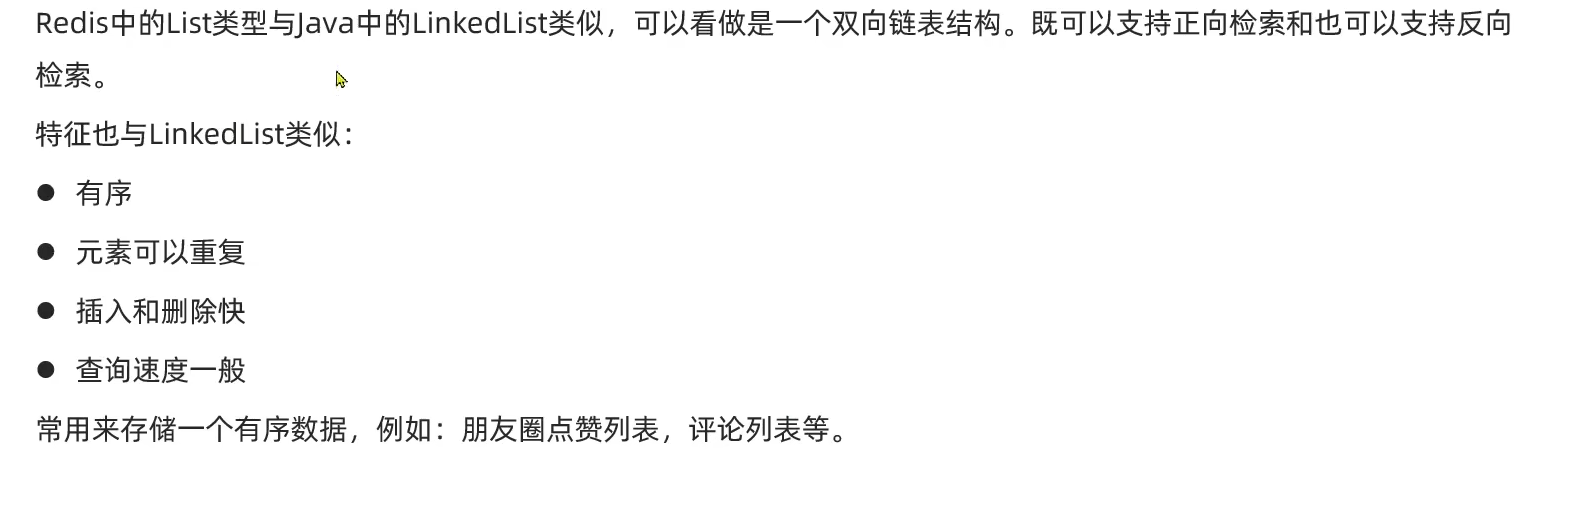 Redis中的List类型与Java中的LinkedList类似，可以看做是一个双向链表结构。既可以支持正向检索和也可以支持反向
检索。
特征也与LinkedList类似：
● 有序
● 元素可以重复
● 插入和删除快
● 查询速度一般
常用来存储一个有序数据，例如：朋友圈点赞列表，评论列表等。